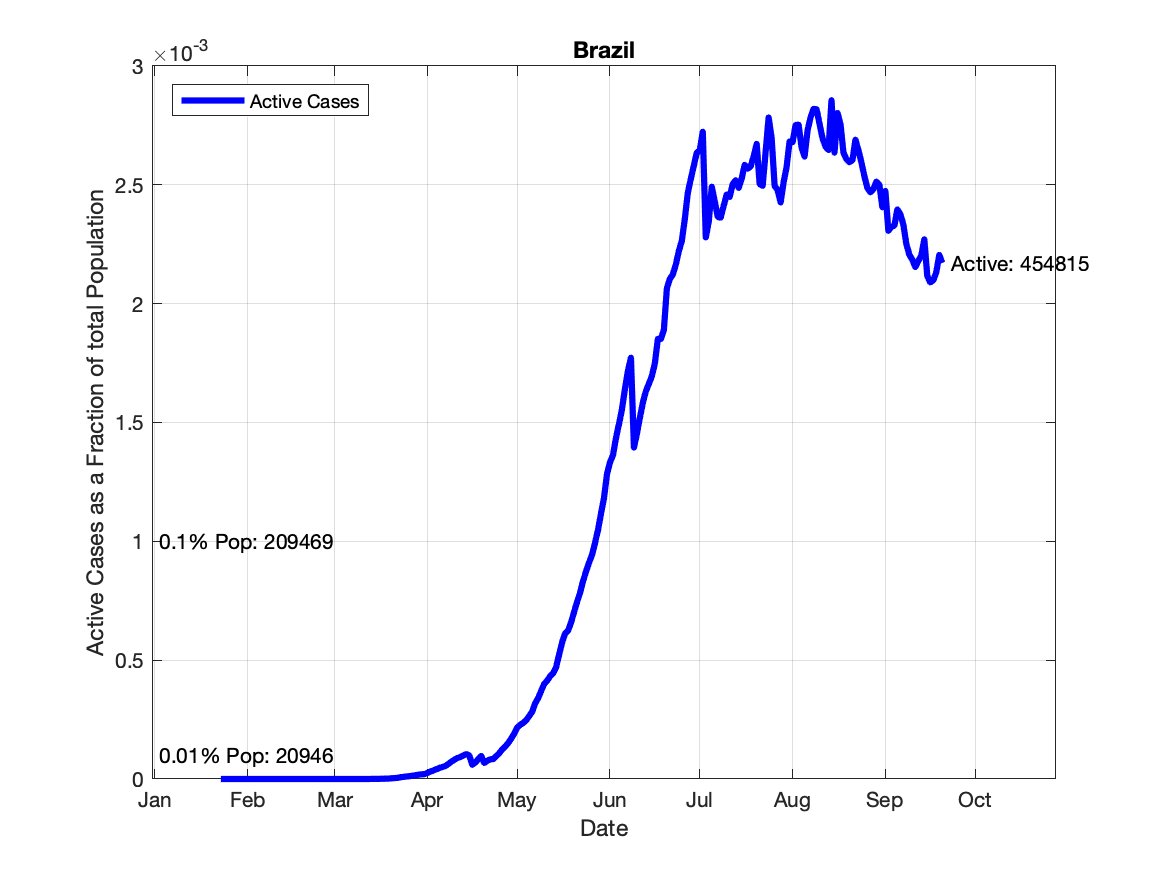 Brazil
×10-3
Active Cases
3
2.5
2
1.5
1
0.5
0
Active Cases as a Fraction of total Population
Active: 454815
0.1% Pop: 209469
0.01% Pop: 20946
Jan Feb Mar Apr May Jun Jul Aug Sep Oct
Date